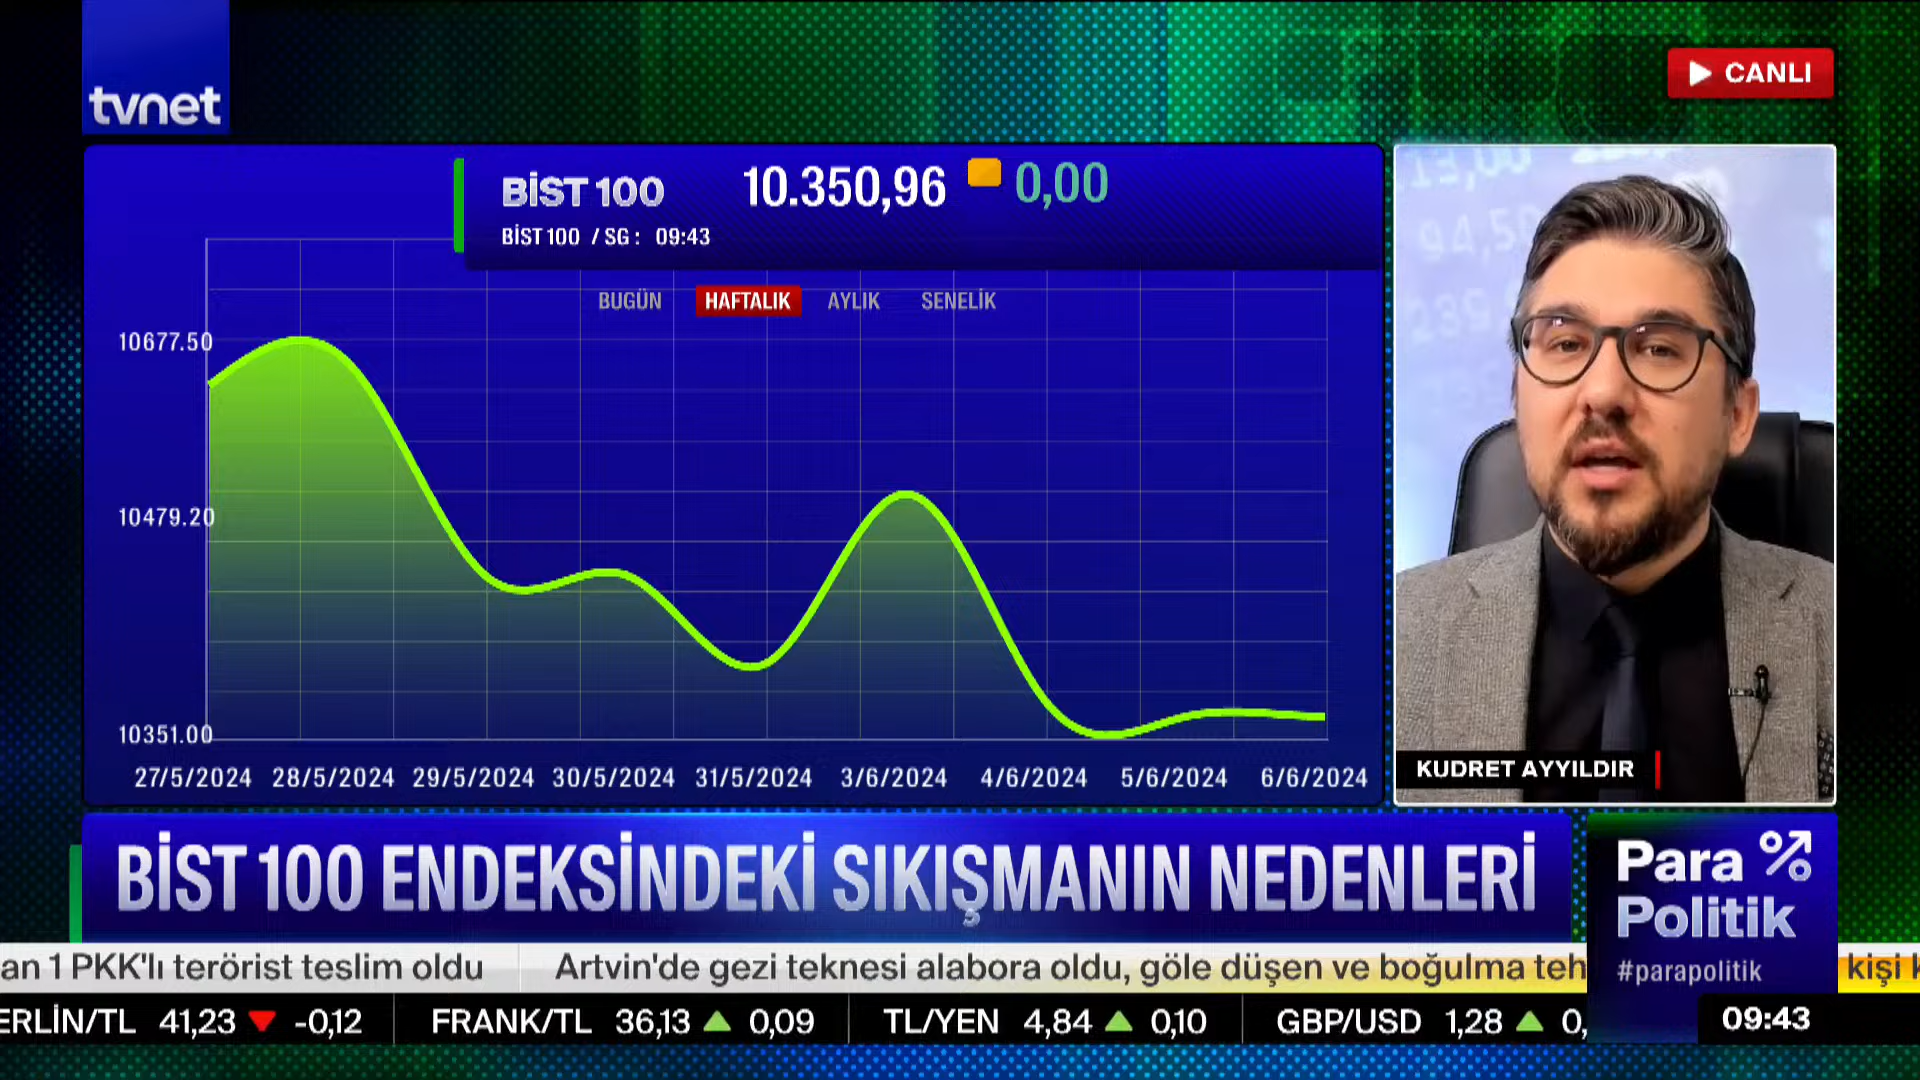 tvnet
CANLI
BİST 100 10.350,96 0,00
BİST 100 / SG : 09:43
BUGÜN HAFTALIK AYLIK SENELİK
10677.50
10479.20
10351.00
27/5/2024 28/5/2024 29/5/2024 30/5/2024 31/5/2024 3/6/2024 4/6/2024 5/6/2024 6/6/2024
KUDRET AYYILDIR
BİST 100 ENDEKSİNDEKİ SIKIŞMANIN NEDENLERİ
Para
Politik
#parapolitik
an 1 PKK'lı terörist teslim oldu Artvin'de gezi teknesi alabora oldu, göle düşen ve boğulma teh kişi
ERLİN/TL 41,23 -0,12 FRANK/TL 36,13 0,09 TL/YEN 4,84 0,10 GBP/USD 1,28 0,
09:43